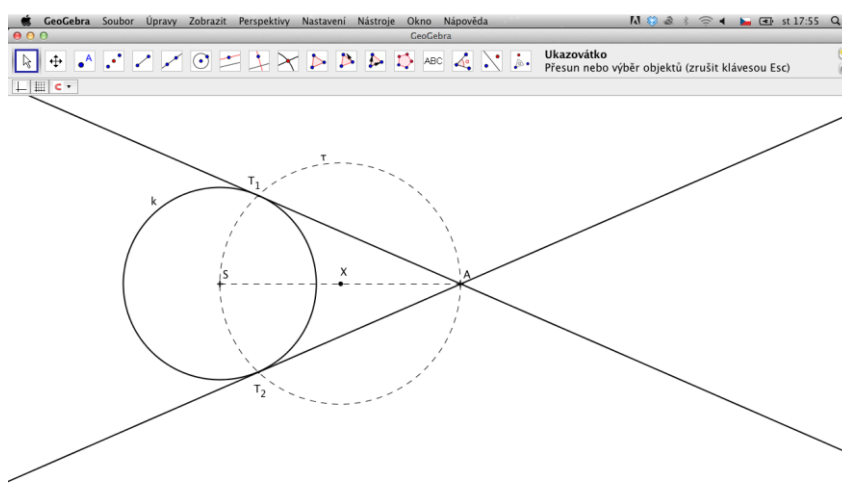 GeoGebra Soubor Úpravy Zobrazit Perspektivy Nastavení Nástroje Okno Nápověda st 17:55
GeoGebra
A ABC Ukazovátko
Přesun nebo výběr objektů (zrušit klávesou Esc)
τ
T1
k
S X A
T2